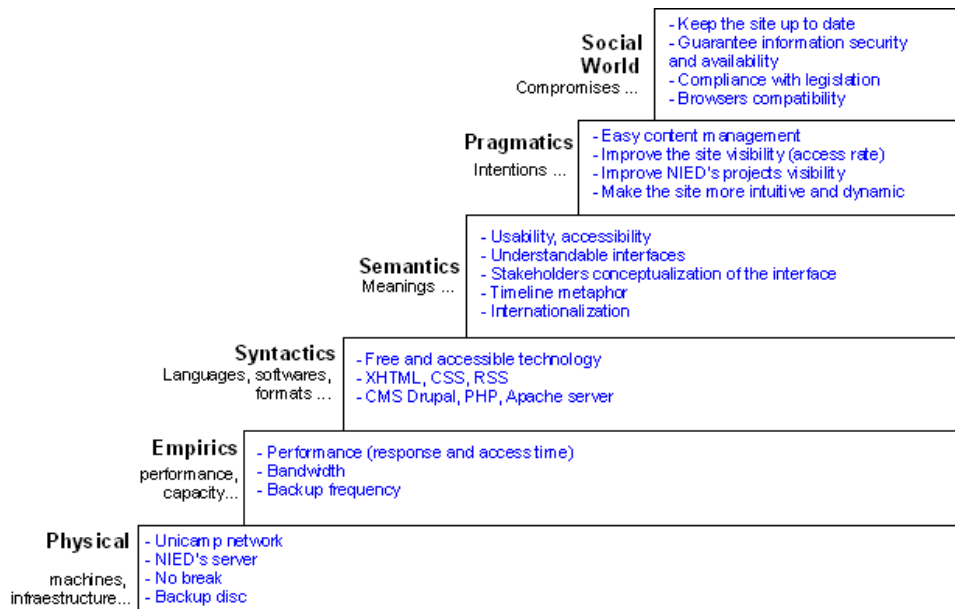 Social
World
Compromises ...
- Keep the site up to date
- Guarantee information security
and availability
- Compliance with legislation
- Browsers compatibility
Pragmatics
Intentions ...
- Easy content management
- Improve the site visibility (access rate)
- Improve NIED's projects visibility
- Make the site more intuitive and dynamic
Semantics
Meanings ...
- Usability, accessibility
- Understandable interfaces
- Stakeholders conceptualization of the interface
- Timeline metaphor
- Internationalization
Syntactics
Languages, softwares,
formats ...
- Free and accessible technology
- XHTML, CSS, RSS
- CMS Drupal, PHP, Apache server
Empirics
performance,
capacity...
- Performance (response and access time)
- Bandwidth
- Backup frequency
Physical
machines,
infraestructure...
- Unicamp network
- NIED's server
- No break
- Backup disc